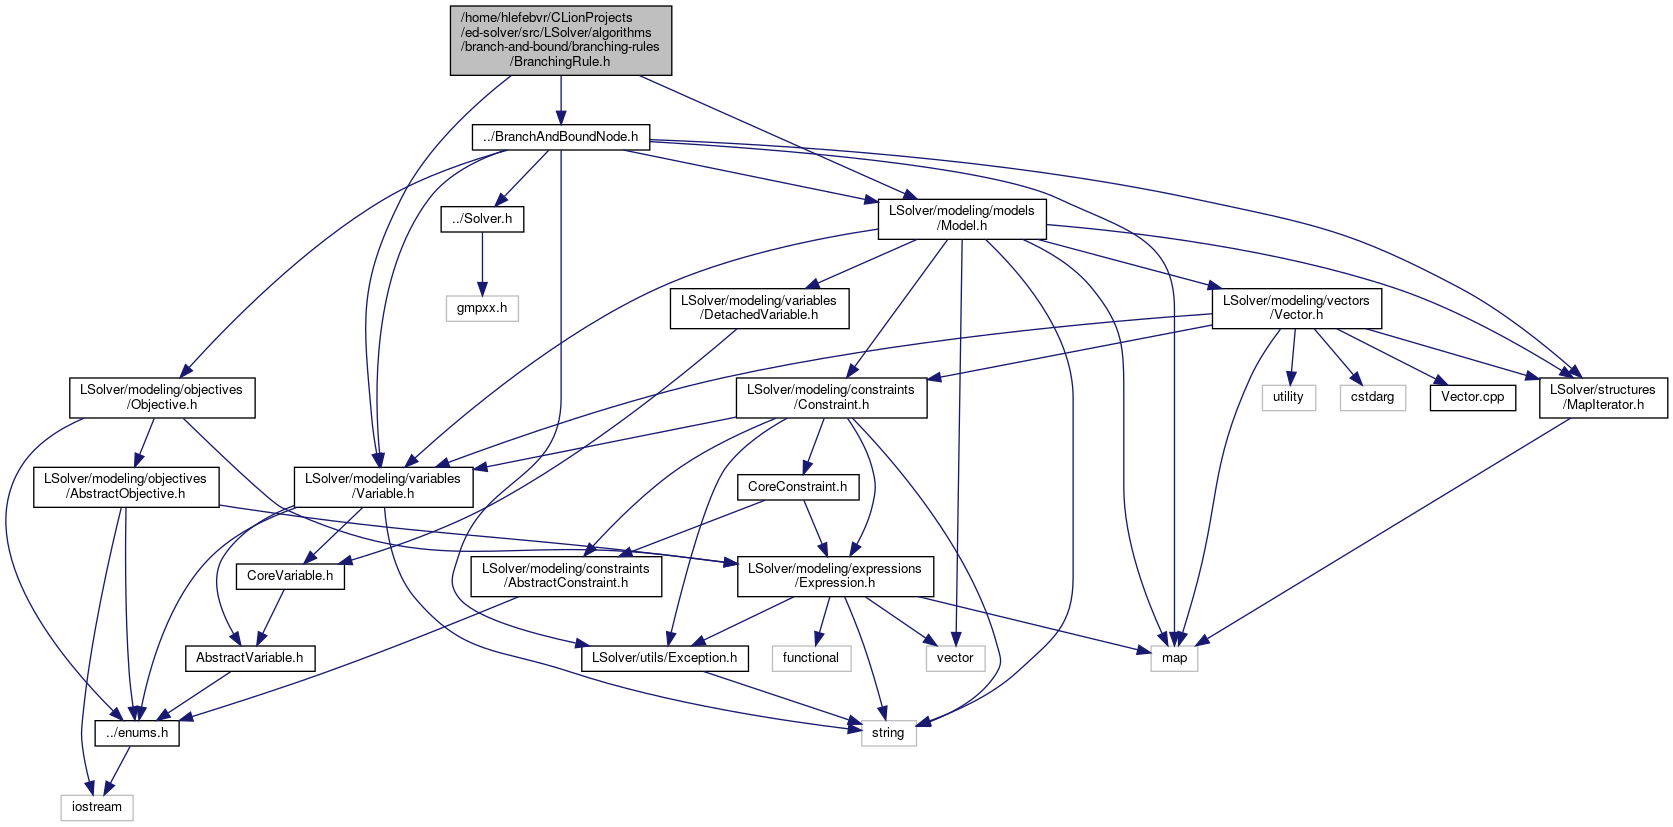 /home/hlefebvr/CLionProjects
/ed-solver/src/LSolver/algorithms
/branch-and-bound/branching-rules
/BranchingRule.h
../BranchAndBoundNode.h
../Solver.h
LSolver/modeling/models
/Model.h
gmpxx.h
LSolver/modeling/variables
/DetachedVariable.h
LSolver/modeling/vectors
/Vector.h
LSolver/modeling/objectives
/Objective.h
LSolver/modeling/constraints
/Constraint.h
utility
cstdarg
Vector.cpp
LSolver/structures
/MapIterator.h
LSolver/modeling/objectives
/AbstractObjective.h
LSolver/modeling/variables
/Variable.h
CoreConstraint.h
CoreVariable.h
LSolver/modeling/constraints
/AbstractConstraint.h
LSolver/modeling/expressions
/Expression.h
AbstractVariable.h
LSolver/utils/Exception.h
functional
vector
map
../enums.h
string
iostream